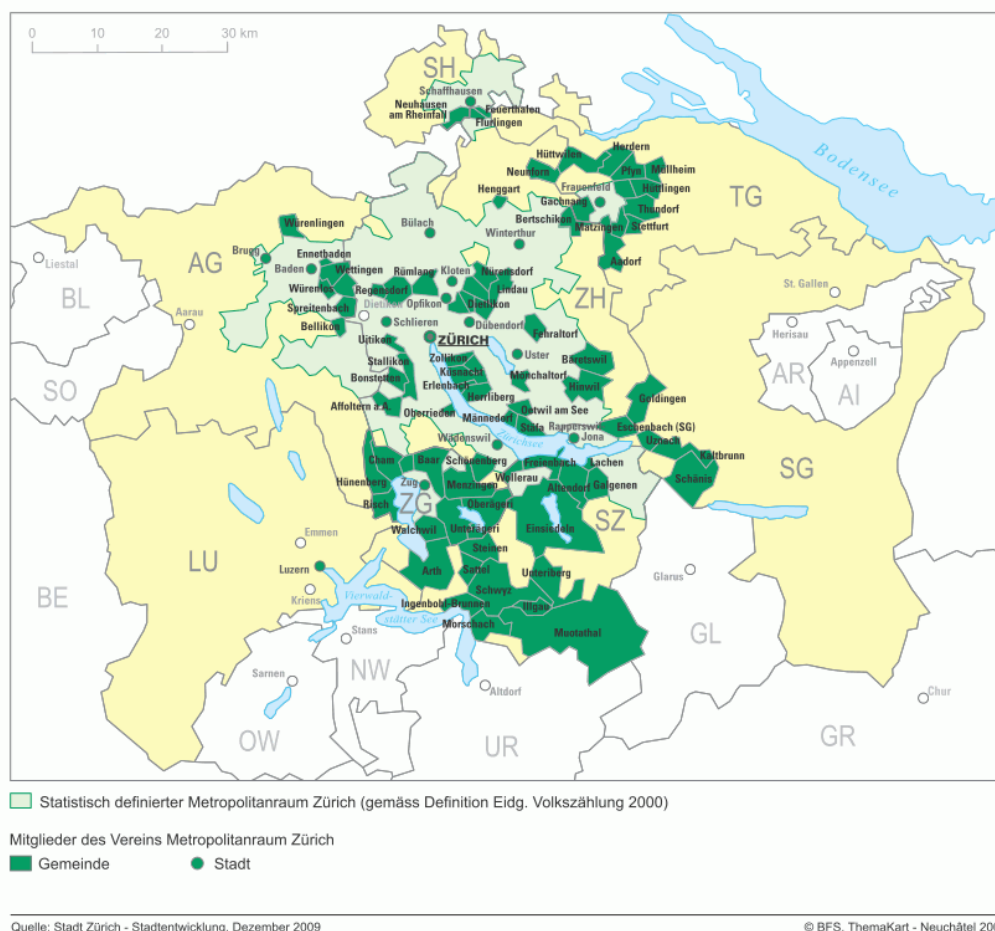 0 10 20 30 km
SH
Schaffhausen
Neuhausen
am Rheinfall
Feuerthalen
Flurlingen
Bodensee
Hüttwilen
Herdern
Neunforn
Pfyn
Müllheim
TG
Henggart
Frauenfeld
Hüttlingen
Gachnang
Thundorf
Bertschikon
Matzingen
Stettfurt
Würenlingen
Bülach
Winterthur
Aadorf
Liestal
BL
AG
Brugg
Ennetbaden
Baden
Wettingen
Rümlang
Kloten
Nürensdorf
Würenlos
Regensdorf
Opfikon
Lindau
ZH
St. Gallen
Spreitenbach
Dietikon
Dietlikon
Aarau
Bellikon
Schlieren
Dübendorf
Herisau
Uitikon
ZÜRICH
Fehraltorf
Appenzell
Stallikon
Zollikon
Uster
Bäretswil
AR
AI
SO
Bonstetten
Küsnacht
Mönchaltorf
Erlenbach
Hinwil
Goldingen
Affoltern a.A.
Herrliberg
Oberrieden
Männedorf
Oetwil am See
Stäfa
Rapperswil
Jona
Eschenbach (SG)
Zürichsee
Uznach
Wädenswil
Kaltbrunn
Cham
Baar
Schönenberg
Freienbach
Lachen
SG
Hünenberg
Zug
Menzingen
Wollerau
Altendorf
Galgenen
Schänis
Risch
ZG
Oberägeri
SZ
Walchwil
Unterägeri
Einsiedeln
Emmen
Steinen
LU
Luzern
Arth
Sattel
Unteriberg
Glarus
BE
Kriens
Vierwald-
stätter See
Schwyz
Ingenbohl-Brunnen
Illgau
Morschach
Muotathal
GL
Stans
NW
Sarnen
Altdorf
Chur
OW
UR
GR
Statistisch definierter Metropolitanraum Zürich (gemäss Definition Eidg. Volkszählung 2000)
Mitglieder des Vereins Metropolitanraum Zürich
Gemeinde
Stadt
Quelle: Stadt Zürich - Stadtentwicklung, Dezember 2009
© BFS, ThemaKart - Neuchâtel 200